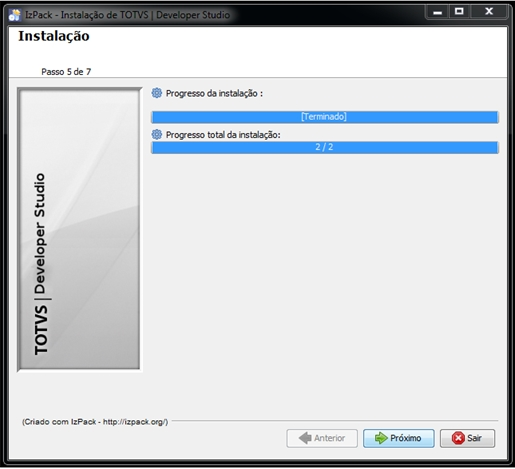 IzPack - Instalação de TOTVS | Developer Studio
Instalação
Passo 5 de 7
Progresso da instalação :
[Terminado]
Progresso total da instalação:
2 / 2
TOTVS | Developer Studio
(Criado com IzPack - http://izpack.org/)
Anterior
Próximo
Sair